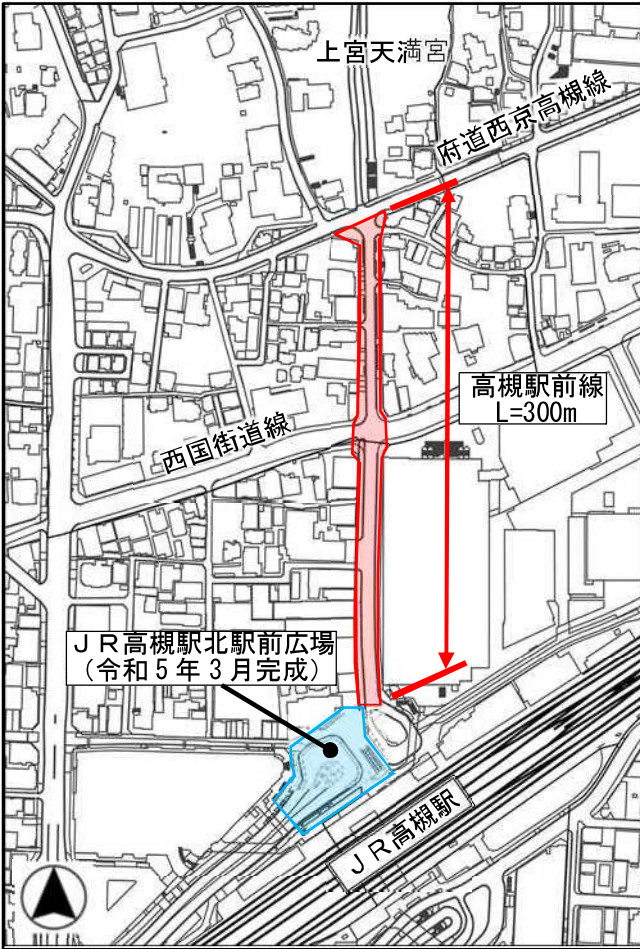 上宮天満宮
府道西京高槻線
高槻駅前線
L=300m
西国街道線
ＪＲ高槻駅北駅前広場
(令和５年３月完成)
ＪＲ高槻駅